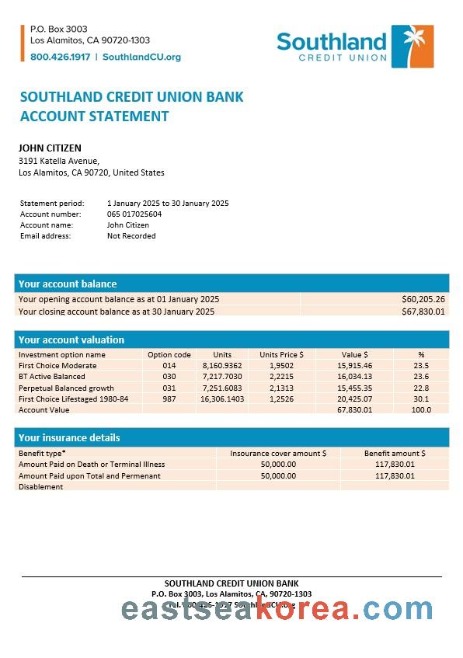 P.O. Box 3003
Los Alamitos, CA 90720-1303
800.426.1917 | SouthlandCU.org
Southland
CREDIT UNION
SOUTHLAND CREDIT UNION BANK
ACCOUNT STATEMENT
JOHN CITIZEN
3191 Katella Avenue,
Los Alamitos, CA 90720, United States
Statement period: 1 January 2025 to 30 January 2025
Account number: 065 017025604
Account name: John Citizen
Email address: Not Recorded
Your account balance
Your opening account balance as at 01 January 2025 $60,205.26
Your closing account balance as at 30 January 2025 $67,830.01
Your account valuation
Investment option name Option code Units Units Price $ Value $ %
First Choice Moderate 014 8,160.9362 1,9502 15,915.46 23.5
BT Active Balanced 030 7,217.7030 2,2215 16,034.13 23.6
Perpetual Balanced growth 031 7,251.6083 2,1313 15,455.35 22.8
First Choice Lifestaged 1980-84 987 16,306.1403 1,2526 20,425.07 30.1
Account Value 67,830.01 100.0
Your insurance details
Benefit type* Insurance cover amount $ Benefit amount $
Amount Paid on Death or Terminal Illness 50,000.00 117,830.01
Amount Paid upon Total and Permenant 50,000.00 117,830.01
Disablement
SOUTHLAND CREDIT UNION BANK
P.O. Box 3003, Los Alamitos, CA 90720-1303
eastseakorea.com